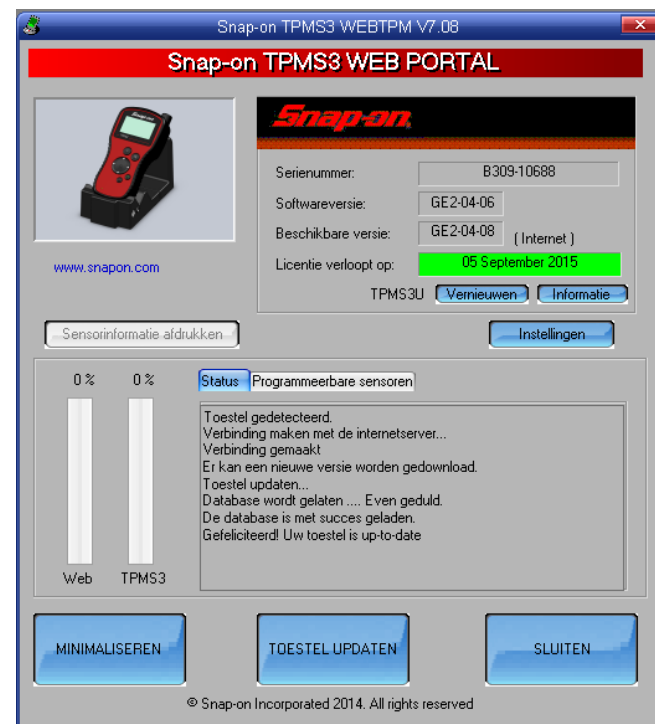 Snap-on TPMS3 WEBTPM V7.08
Snap-on TPMS3 WEB PORTAL
Snap-on
Serienummer: B309-10688
Softwareversie: GE2-04-06
Beschikbare versie: GE2-04-08 ( Internet )
www.snapon.com
Licentie verloopt op: 05 September 2015
TPMS3U Vernieuwen Informatie
Sensorinformatie afdrukken
Instellingen
0 % 0 %
Status Programmeerbare sensoren
Toestel gedetecteerd.
Verbinding maken met de internetserver...
Verbinding gemaakt
Er kan een nieuwe versie worden gedownload.
Toestel updaten...
Database wordt gelaten .... Even geduld.
De database is met succes geladen.
Gefeliciteerd! Uw toestel is up-to-date
Web TPMS3
MINIMALISEREN
TOESTEL UPDATEN
SLUITEN
© Snap-on Incorporated 2014. All rights reserved